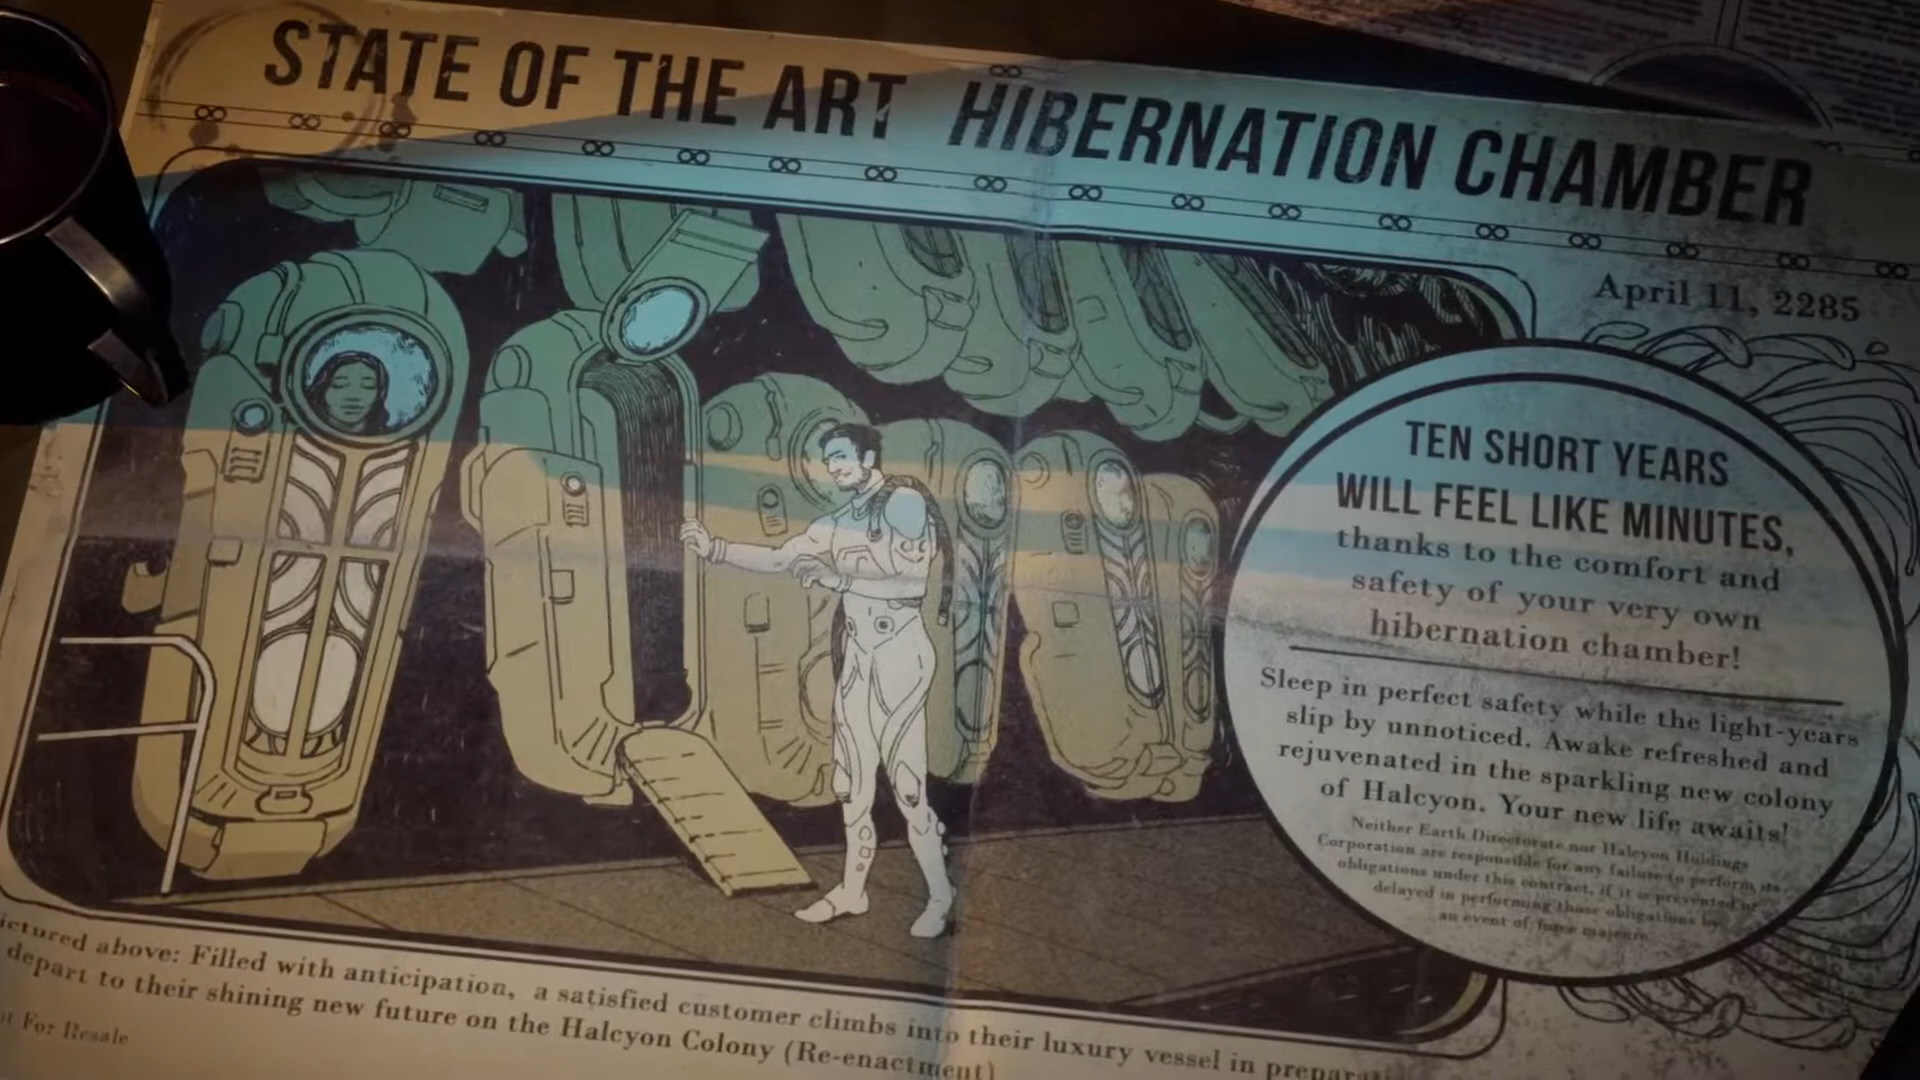 STATE OF THE ART HIBERNATION CHAMBER
April 11, 2285
TEN SHORT YEARS
WILL FEEL LIKE MINUTES,
thanks to the comfort and
safety of your very own
hibernation chamber!
Sleep in perfect safety while the light-years
slip by unnoticed. Awake refreshed and
rejuvenated in the sparkling new colony
of Halcyon. Your new life awaits!
Neither Earth Directorate nor Halcyon Holdings
Corporation are responsible for any failure to perform its
obligations under this contract, if it is prevented or
delayed in performing those obligations by
an event of force majeure.
above: Filled with anticipation, a satisfied customer climbs into their luxury vessel in
depart to their shining new future on the Halcyon Colony (Re-enactment)
For Resale